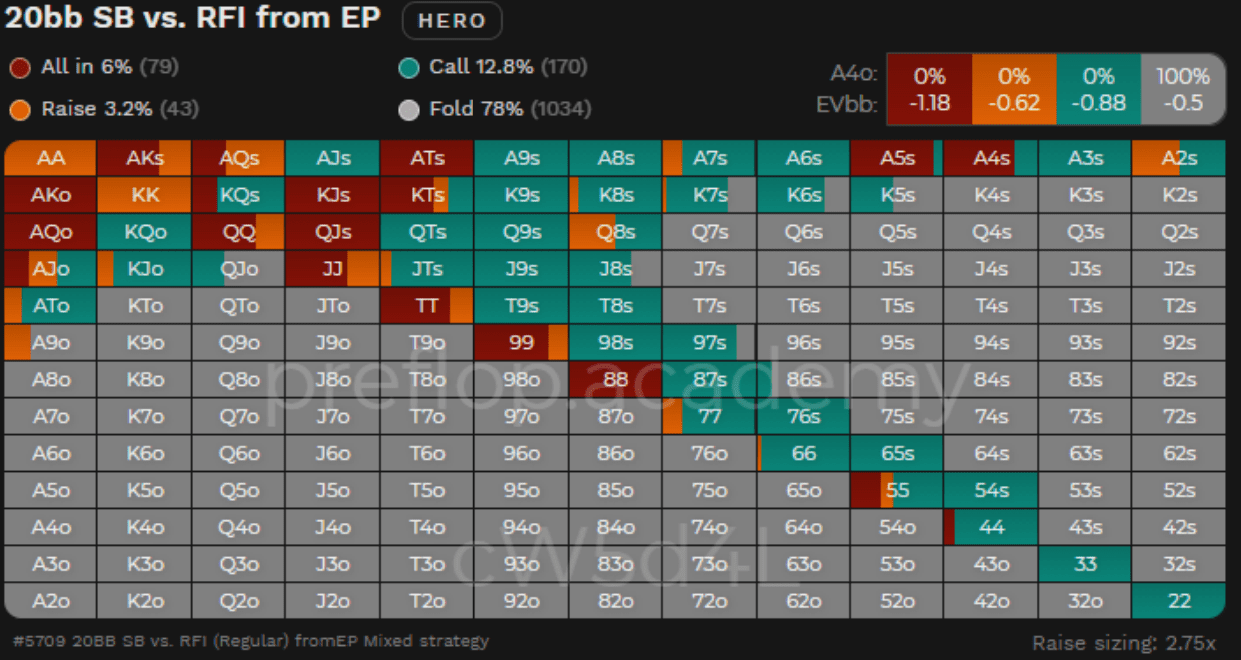 20bb SB vs. RFI from EP HERO
All in 6% (79) Call 12.8% (170)
Raise 3.2% (43) Fold 78% (1034)
A4o: 0% 0% 0% 100%
EVbb: -1.18 -0.62 -0.88 -0.5
AA AKs AQs AJs ATs A9s A8s A7s A6s A5s A4s A3s A2s
AKo KK KQs KJs KTs K9s K8s K7s K6s K5s K4s K3s K2s
AQo KQo QQ QJs QTs Q9s Q8s Q7s Q6s Q5s Q4s Q3s Q2s
AJo KJo QJo JJ JTs J9s J8s J7s J6s J5s J4s J3s J2s
ATo KTo QTo JTo TT T9s T8s T7s T6s T5s T4s T3s T2s
A9o K9o Q9o J9o T9o 99 98s 97s 96s 95s 94s 93s 92s
A8o K8o Q8o J8o T8o 98o 88 87s 86s 85s 84s 83s 82s
A7o K7o Q7o J7o T7o 97o 87o 77 76s 75s 74s 73s 72s
A6o K6o Q6o J6o T6o 96o 86o 76o 66 65s 64s 63s 62s
A5o K5o Q5o J5o T5o 95o 85o 75o 65o 55 54s 53s 52s
A4o K4o Q4o J4o T4o 94o 84o 74o 64o 54o 44 43s 42s
A3o K3o Q3o J3o T3o 93o 83o 73o 63o 53o 43o 33 32s
A2o K2o Q2o J2o T2o 92o 82o 72o 62o 52o 42o 32o 22
preflop.academy
cW5d4L
#5709 20BB SB vs. RFI (Regular) fromEP Mixed strategy Raise sizing: 2.75x